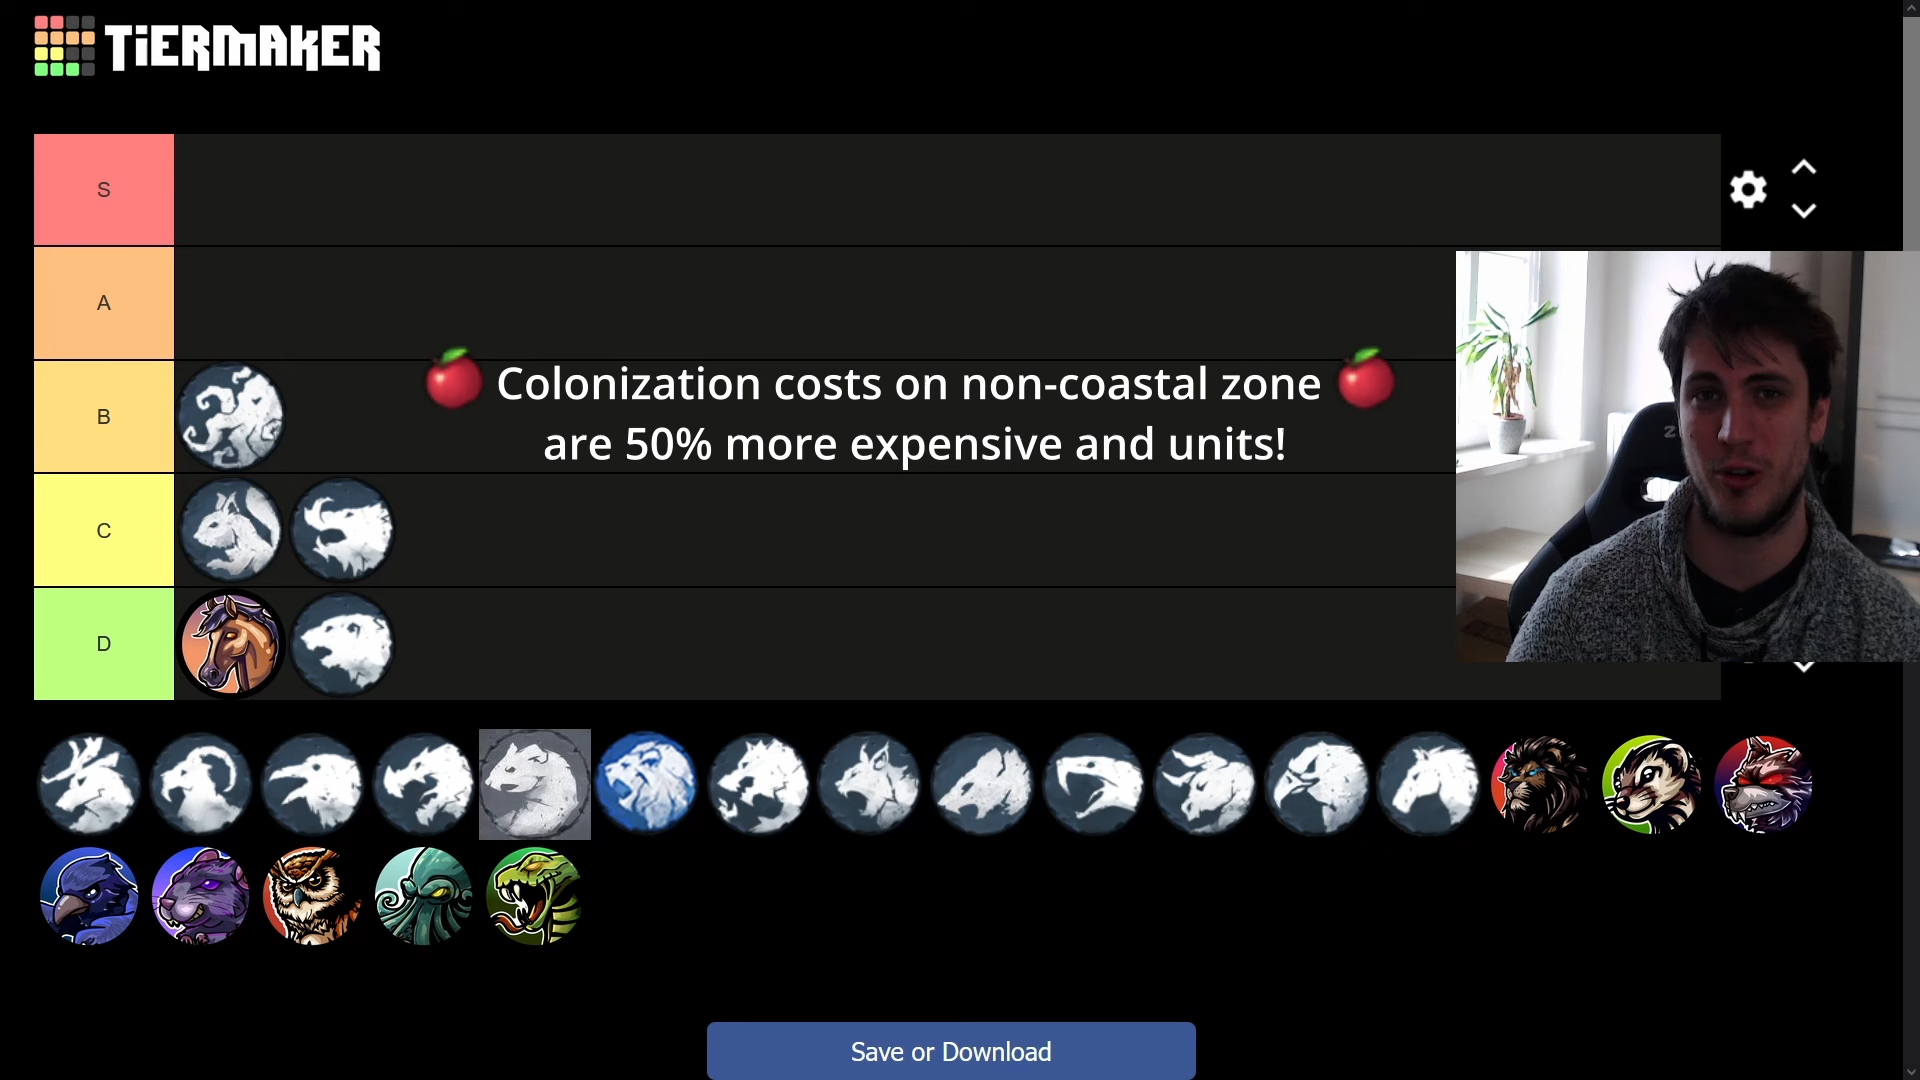 TiERMAKER
S
A
B
Colonization costs on non-coastal zone
are 50% more expensive and units!
C
D
Save or Download